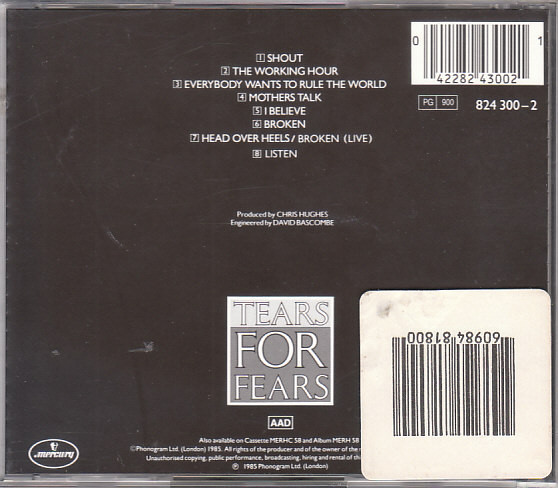 1 SHOUT
2 THE WORKING HOUR
3 EVERYBODY WANTS TO RULE THE WORLD
4 MOTHERS TALK
5 I BELIEVE
6 BROKEN
7 HEAD OVER HEELS / BROKEN (LIVE)
8 LISTEN
0 1
42282 43002
PG 900 824 300-2
Produced by CHRIS HUGHES
Engineered by DAVID BASCOMBE
TEARS
FOR
FEARS
60984 81800
AAD
Also available on Cassette MERHC 58 and Album MERH 58
©Phonogram Ltd. (London) 1985. All rights of the producer and of the owner of the
Unauthorised copying, public performance, broadcasting, hiring and rental of
℗ 1985 Phonogram Ltd. (London)
mercury